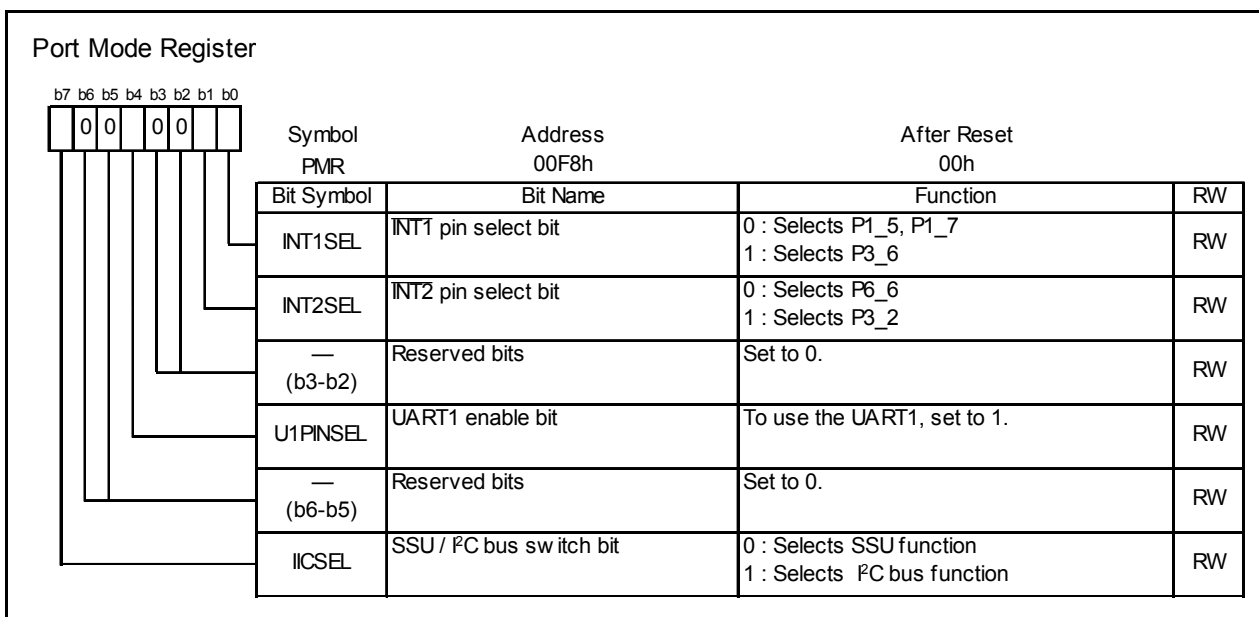 Port Mode Register
b7 b6 b5 b4 b3 b2 b1 b0
0 0 0 0
Symbol Address After Reset
PMR 00F8h 00h
Bit Symbol Bit Name Function RW
INT1SEL INT1 pin select bit 0 : Selects P1_5, P1_7 RW
1 : Selects P3_6
INT2SEL INT2 pin select bit 0 : Selects P6_6 RW
1 : Selects P3_2
— Reserved bits Set to 0. RW
(b3-b2)
U1PINSEL UART1 enable bit To use the UART1, set to 1. RW
— Reserved bits Set to 0. RW
(b6-b5)
IICSEL SSU / I²C bus switch bit 0 : Selects SSU function RW
1 : Selects I²C bus function